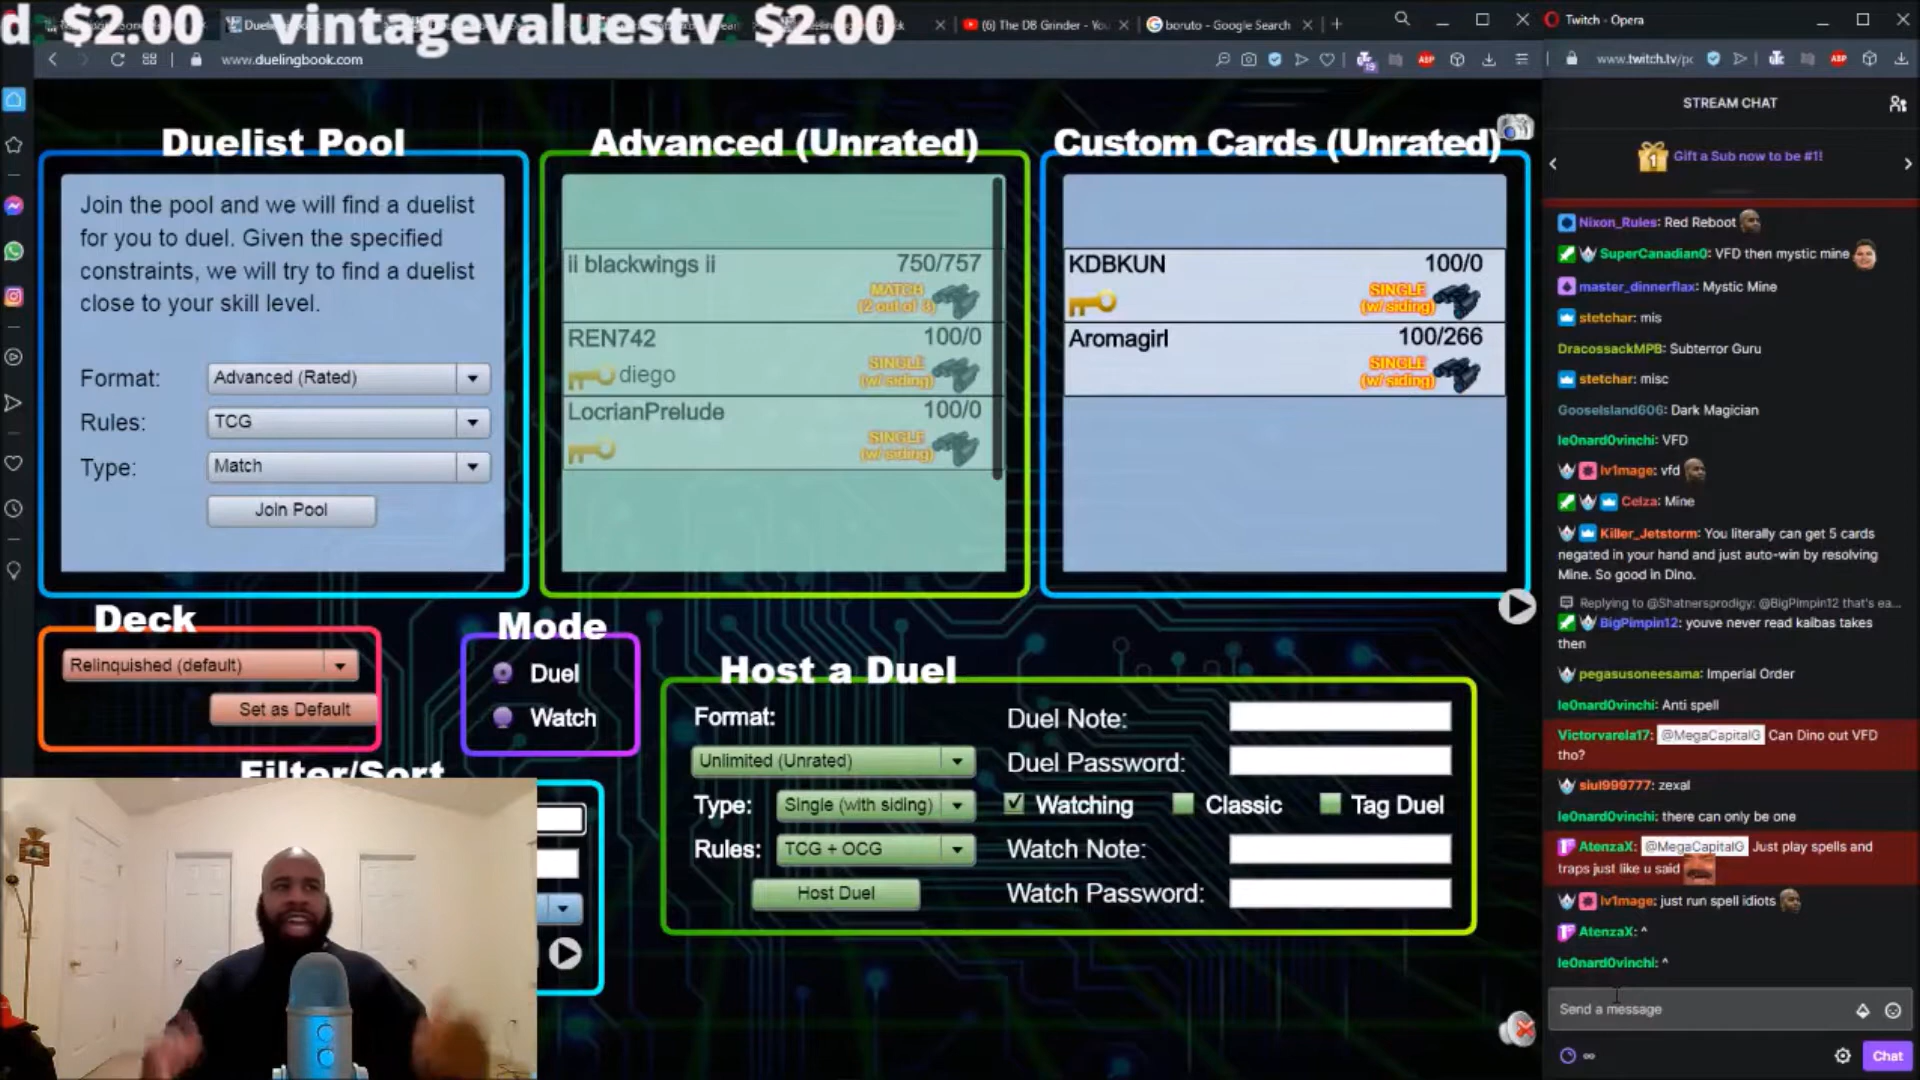 d $2.00 vintagevaluestv $2.00
(6) The DB Grinder - Yo
boruto - Google Search
Twitch - Opera
www.duelingbook.com
www.twitch.tv/pc
Duelist Pool
Join the pool and we will find a duelist
for you to duel. Given the specified
constraints, we will try to find a duelist
close to your skill level.
Format: Advanced (Rated)
Rules: TCG
Type: Match
Join Pool
Advanced (Unrated)
ii blackwings ii 750/757
MATCH
(2 out of 3)
REN742 100/0
diego SINGLE
(w/ siding)
LocrianPrelude 100/0
SINGLE
(w/ siding)
Custom Cards (Unrated)
KDBKUN 100/0
SINGLE
(w/ siding)
Aromagirl 100/266
SINGLE
(w/ siding)
Deck
Relinquished (default)
Set as Default
Mode
Duel
Watch
Filter/Sort
Host a Duel
Format:
Unlimited (Unrated)
Type: Single (with siding)
Rules: TCG + OCG
Host Duel
Duel Note:
Duel Password:
Watching Classic Tag Duel
Watch Note:
Watch Password:
STREAM CHAT
1 Gift a Sub now to be #1!
Nixon_Rules: Red Reboot
SuperCanadian0: VFD then mystic mine
master_dinnerflax: Mystic Mine
stetchar: mis
DracossackMPB: Subterror Guru
stetchar: misc
GooseIsland606: Dark Magician
le0nard0vinchi: VFD
lv1mage: vfd
Celza: Mine
Killer_Jetstorm: You literally can get 5 cards
negated in your hand and just auto-win by resolving
Mine. So good in Dino.
Replying to @Shatnersprodigy: @BigPimpin12 that's ea...
BigPimpin12: youve never read kaibas takes
then
pegasusoneesama: Imperial Order
le0nard0vinchi: Anti spell
Victorvarela17: @MegaCapitalG Can Dino out VFD
tho?
siul999777: zexal
le0nard0vinchi: there can only be one
AtenzaX: @MegaCapitalG Just play spells and
traps just like u said
lv1mage: just run spell idiots
AtenzaX: ^
le0nard0vinchi: ^
Send a message
Chat